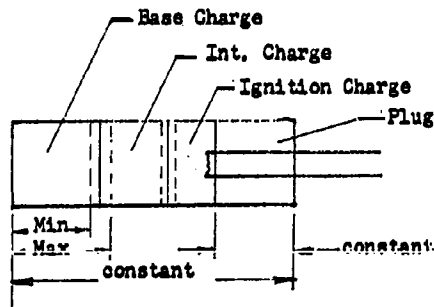 Base Charge
Int. Charge
Ignition Charge
Plug
Min
Max
constant
constant